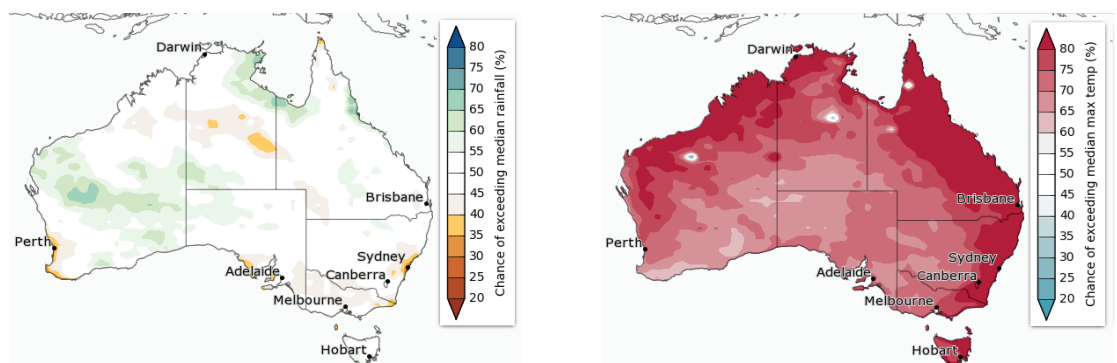 Darwin
Brisbane
Perth
Sydney
Adelaide
Canberra
Melbourne
Hobart
80
75
70
65
60
55
50
45
40
35
30
25
20
Chance of exceeding median rainfall (%)
Darwin
Brisbane
Perth
Sydney
Adelaide
Canberra
Melbourne
Hobart
80
75
70
65
60
55
50
45
40
35
30
25
20
Chance of exceeding median max temp (%)